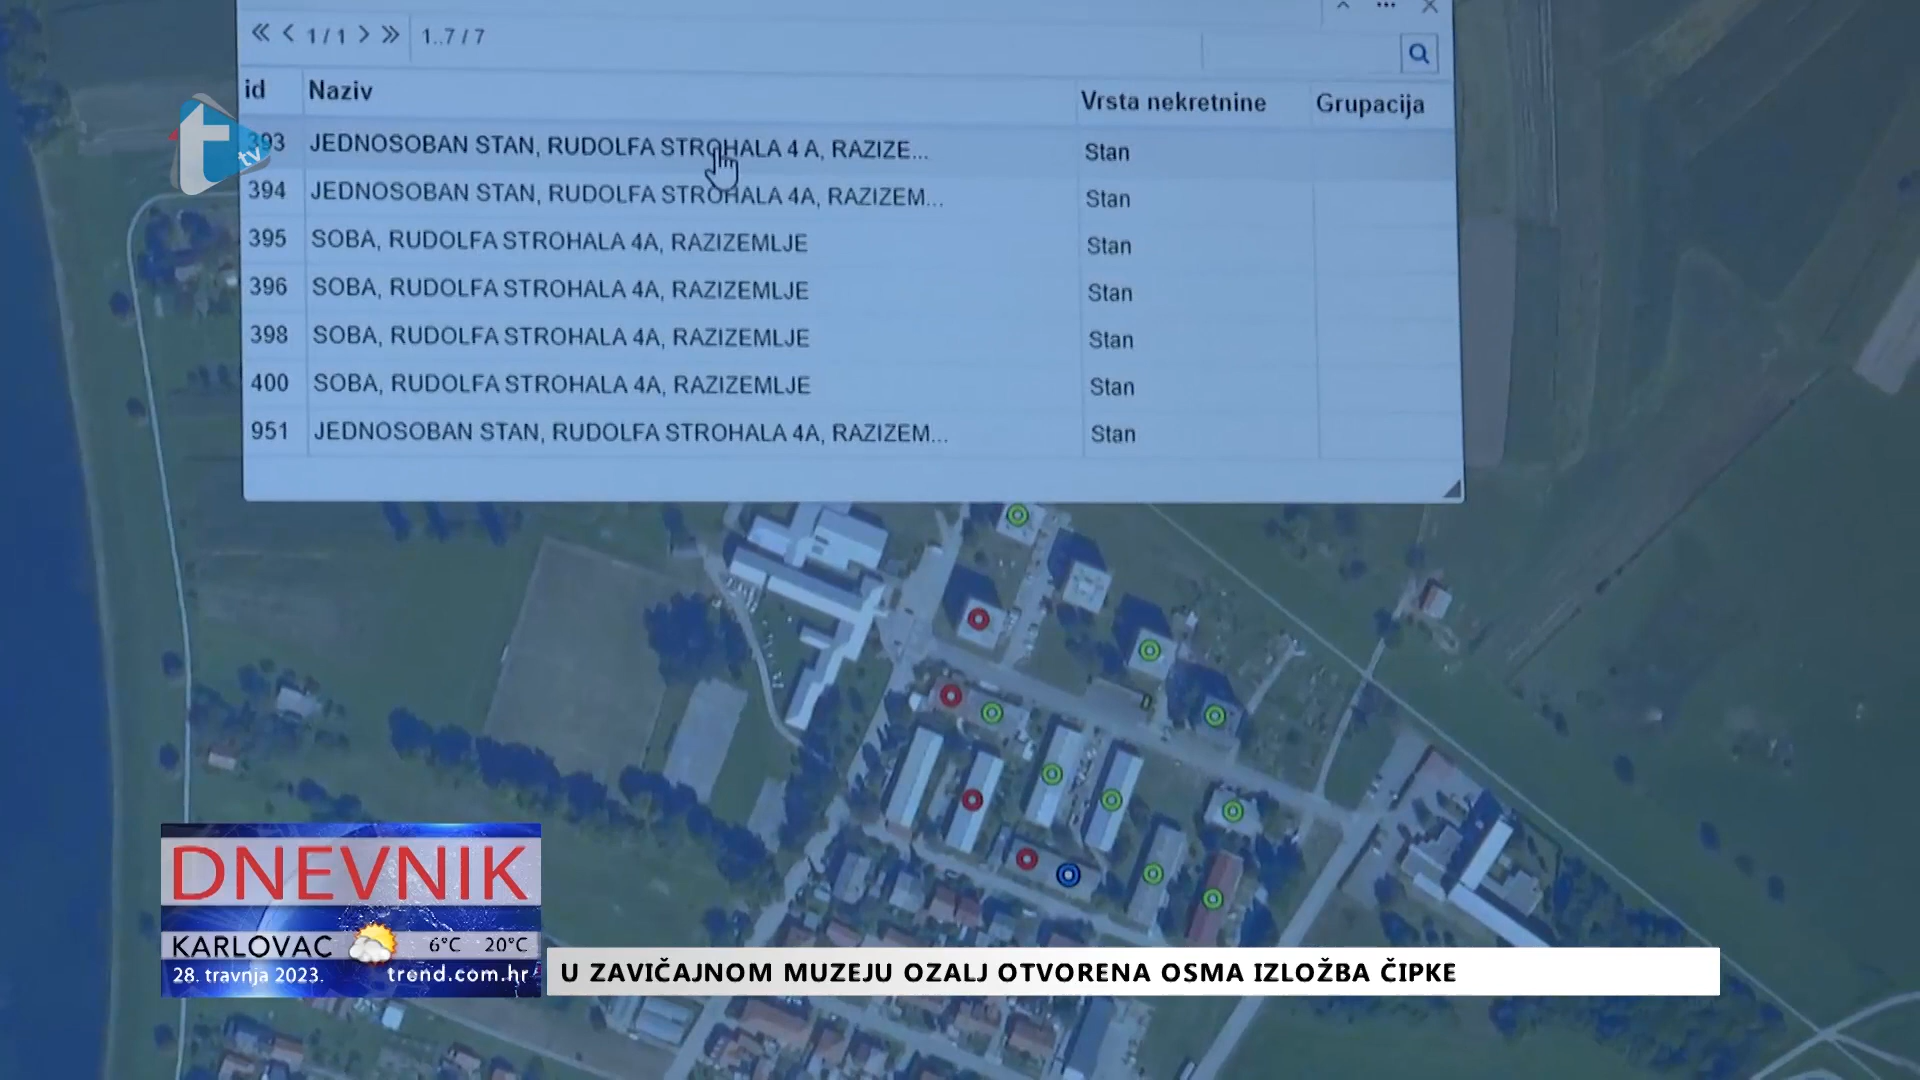 1 / 1 1..7 / 7
id Naziv Vrsta nekretnine Grupacija
393 JEDNOSOBAN STAN, RUDOLFA STROHALA 4 A, RAZIZE... Stan
394 JEDNOSOBAN STAN, RUDOLFA STROHALA 4A, RAZIZEM... Stan
395 SOBA, RUDOLFA STROHALA 4A, RAZIZEMLJE Stan
396 SOBA, RUDOLFA STROHALA 4A, RAZIZEMLJE Stan
398 SOBA, RUDOLFA STROHALA 4A, RAZIZEMLJE Stan
400 SOBA, RUDOLFA STROHALA 4A, RAZIZEMLJE Stan
951 JEDNOSOBAN STAN, RUDOLFA STROHALA 4A, RAZIZEM... Stan
t tv
DNEVNIK
KARLOVAC 6°C 20°C
28. travnja 2023. trend.com.hr
U ZAVIČAJNOM MUZEJU OZALJ OTVORENA OSMA IZLOŽBA ČIPKE